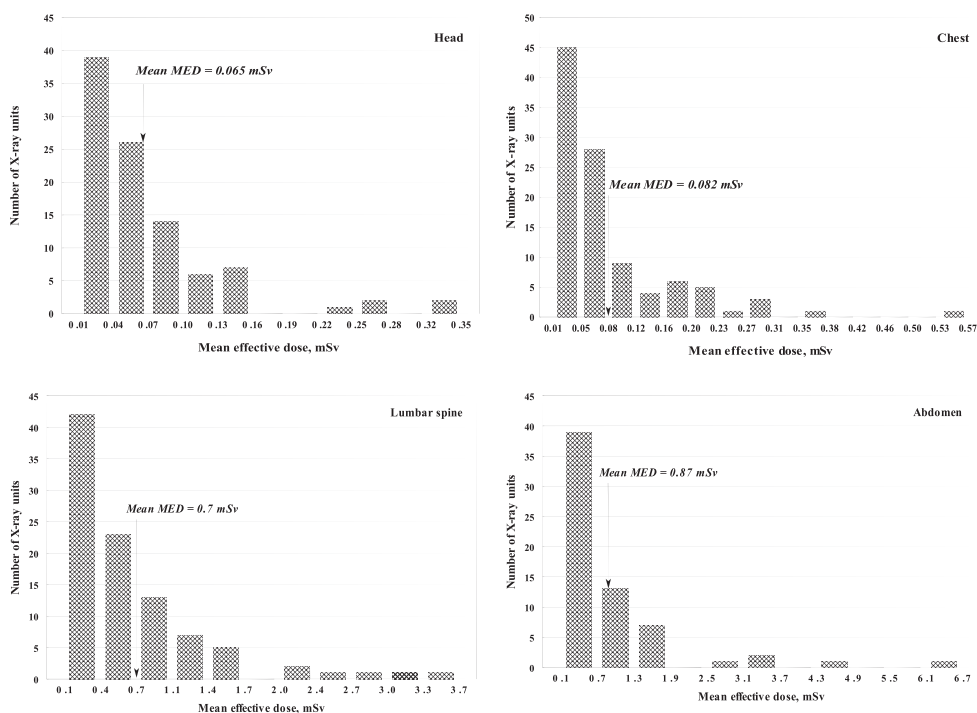 Head
Mean MED = 0.065 mSv
Number of X-ray units
45
40
35
30
25
20
15
10
5
0
0.01 0.04 0.07 0.10 0.13 0.16 0.19 0.22 0.25 0.28 0.32 0.35
Mean effective dose, mSv
Chest
Mean MED = 0.082 mSv
Number of X-ray units
50
45
40
35
30
25
20
15
10
5
0
0.01 0.05 0.08 0.12 0.16 0.20 0.23 0.27 0.31 0.35 0.38 0.42 0.46 0.50 0.53 0.57
Mean effective dose, mSv
Lumbar spine
Mean MED = 0.7 mSv
Number of X-ray units
45
40
35
30
25
20
15
10
5
0
0.1 0.4 0.7 1.1 1.4 1.7 2.0 2.4 2.7 3.0 3.3 3.7
Mean effective dose, mSv
Abdomen
Mean MED = 0.87 mSv
Number of X-ray units
45
40
35
30
25
20
15
10
5
0
0.1 0.7 1.3 1.9 2.5 3.1 3.7 4.3 4.9 5.5 6.1 6.7
Mean effective dose, mSv